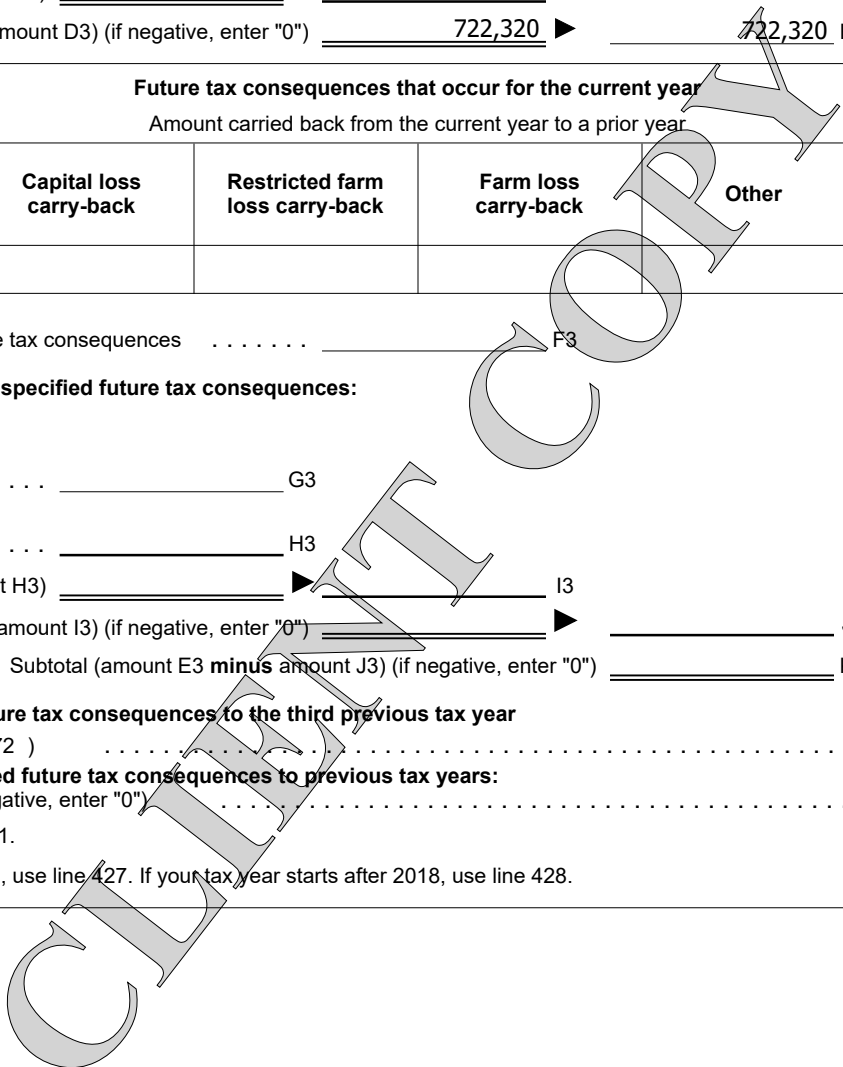 mount D3) (if negative, enter "0") 722,320 722,320
Future tax consequences that occur for the current year
Amount carried back from the current year to a prior year
Capital loss carry-back Restricted farm loss carry-back Farm loss carry-back Other
e tax consequences . . . . . . . F3
specified future tax consequences:
. . . G3
. . . H3
t H3) I3
amount I3) (if negative, enter "0")
Subtotal (amount E3 minus amount J3) (if negative, enter "0")
ure tax consequences to the third previous tax year
72 ) . . . . . . . . . . . . . . . . . . . . . . . . . . . . . . . . . . . . . . . . . . . . . . . . . . . . . . . . .
ed future tax consequences to previous tax years:
gative, enter "0") . . . . . . . . . . . . . . . . . . . . . . . . . . . . . . . . . . . . . . . . . . . . . . .
1.
, use line 427. If your tax year starts after 2018, use line 428.
CLIENT COPY